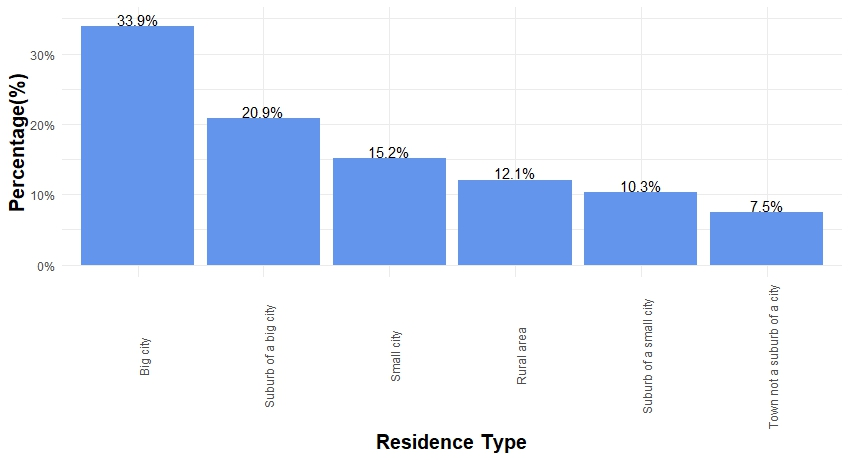 33.9%
20.9%
15.2%
12.1%
10.3%
7.5%
Percentage(%)
30%
20%
10%
0%
Big city
Suburb of a big city
Small city
Rural area
Suburb of a small city
Town not a suburb of a city
Residence Type